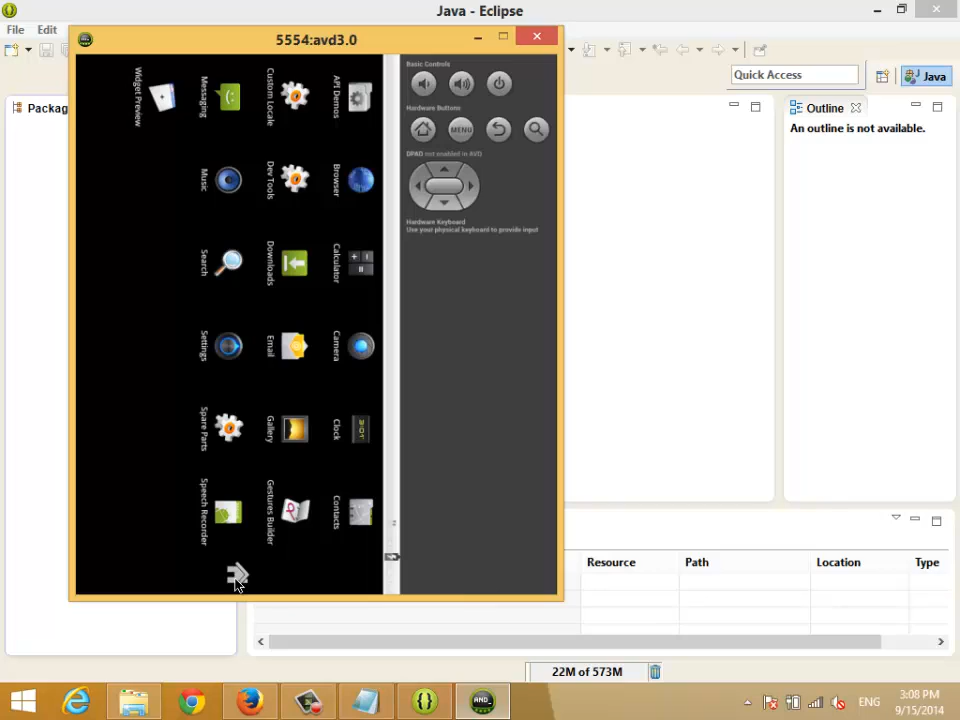 Java - Eclipse
File Edit
5554:avd3.0
Quick Access
Java
Packag
Outline
An outline is not available.
Basic Controls
Hardware Buttons
MENU
DPAD not enabled in AVD
Hardware Keyboard
Use your physical keyboard to provide input
API Demos
Browser
Calculator
Camera
Clock
Contacts
Custom Locale
Dev Tools
Downloads
Email
Gallery
Gestures Builder
Messaging
Music
Search
Settings
Spare Parts
Speech Recorder
Widget Preview
Resource Path Location Type
22M of 573M
ENG
3:08 PM
9/15/2014